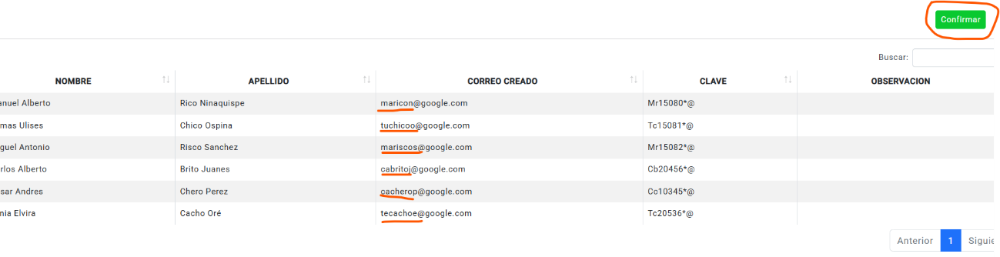 Confirmar
Buscar:
NOMBRE APELLIDO CORREO CREADO CLAVE OBSERVACION
anuel Alberto Rico Ninaquispe maricon@google.com Mr15080*@
mas Ulises Chico Ospina tuchicoo@google.com Tc15081*@
guel Antonio Risco Sanchez mariscos@google.com Mr15082*@
rlos Alberto Brito Juanes cabritoj@google.com Cb20456*@
sar Andres Chero Perez cacherop@google.com Cc10345*@
nia Elvira Cacho Oré tecachoe@google.com Tc20536*@
Anterior 1 Siguie